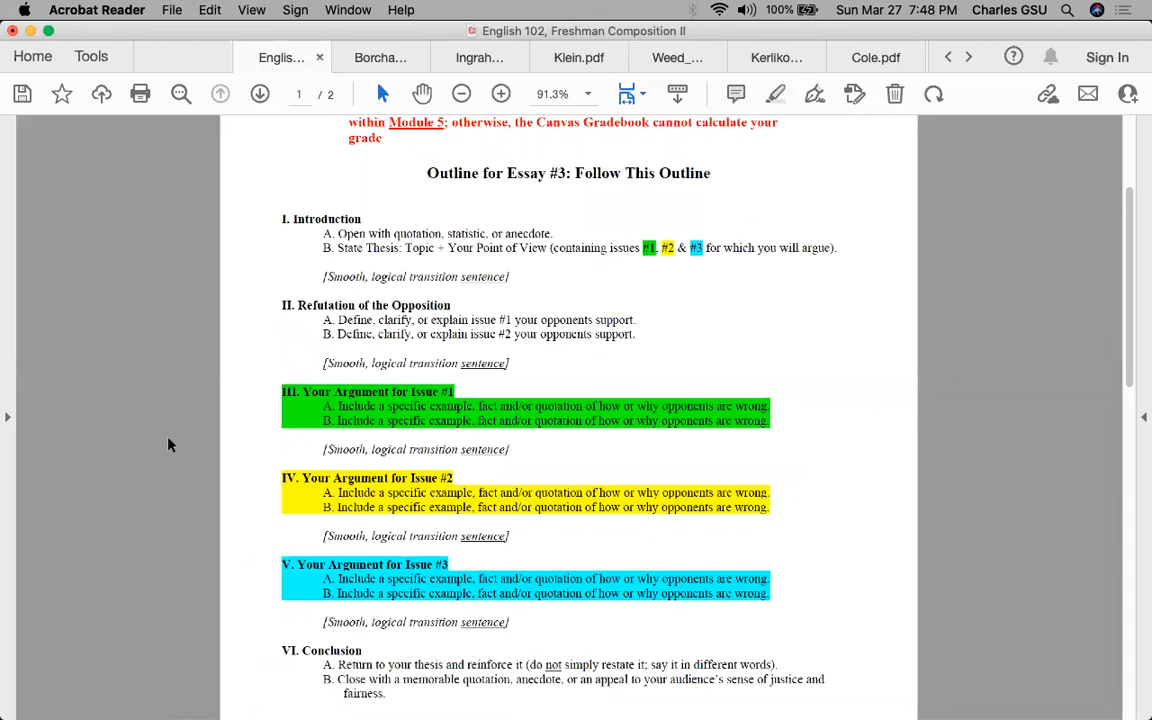 Acrobat Reader File Edit View Sign Window Help 100% Sun Mar 27 7:48 PM Charles GSU
English 102, Freshman Composition II
Home Tools Englis... × Borcha... Ingrah... Klein.pdf Weed_... Kerliko... Cole.pdf Sign In
1 / 2 91.3%
within Module 5; otherwise, the Canvas Gradebook cannot calculate your
grade
Outline for Essay #3: Follow This Outline
I. Introduction
A. Open with quotation, statistic, or anecdote.
B. State Thesis: Topic + Your Point of View (containing issues #1, #2 & #3 for which you will argue).
[Smooth, logical transition sentence]
II. Refutation of the Opposition
A. Define, clarify, or explain issue #1 your opponents support.
B. Define, clarify, or explain issue #2 your opponents support.
[Smooth, logical transition sentence]
III. Your Argument for Issue #1
A. Include a specific example, fact and/or quotation of how or why opponents are wrong.
B. Include a specific example, fact and/or quotation of how or why opponents are wrong.
[Smooth, logical transition sentence]
IV. Your Argument for Issue #2
A. Include a specific example, fact and/or quotation of how or why opponents are wrong.
B. Include a specific example, fact and/or quotation of how or why opponents are wrong.
[Smooth, logical transition sentence]
V. Your Argument for Issue #3
A. Include a specific example, fact and/or quotation of how or why opponents are wrong.
B. Include a specific example, fact and/or quotation of how or why opponents are wrong.
[Smooth, logical transition sentence]
VI. Conclusion
A. Return to your thesis and reinforce it (do not simply restate it; say it in different words).
B. Close with a memorable quotation, anecdote, or an appeal to your audience's sense of justice and
fairness.